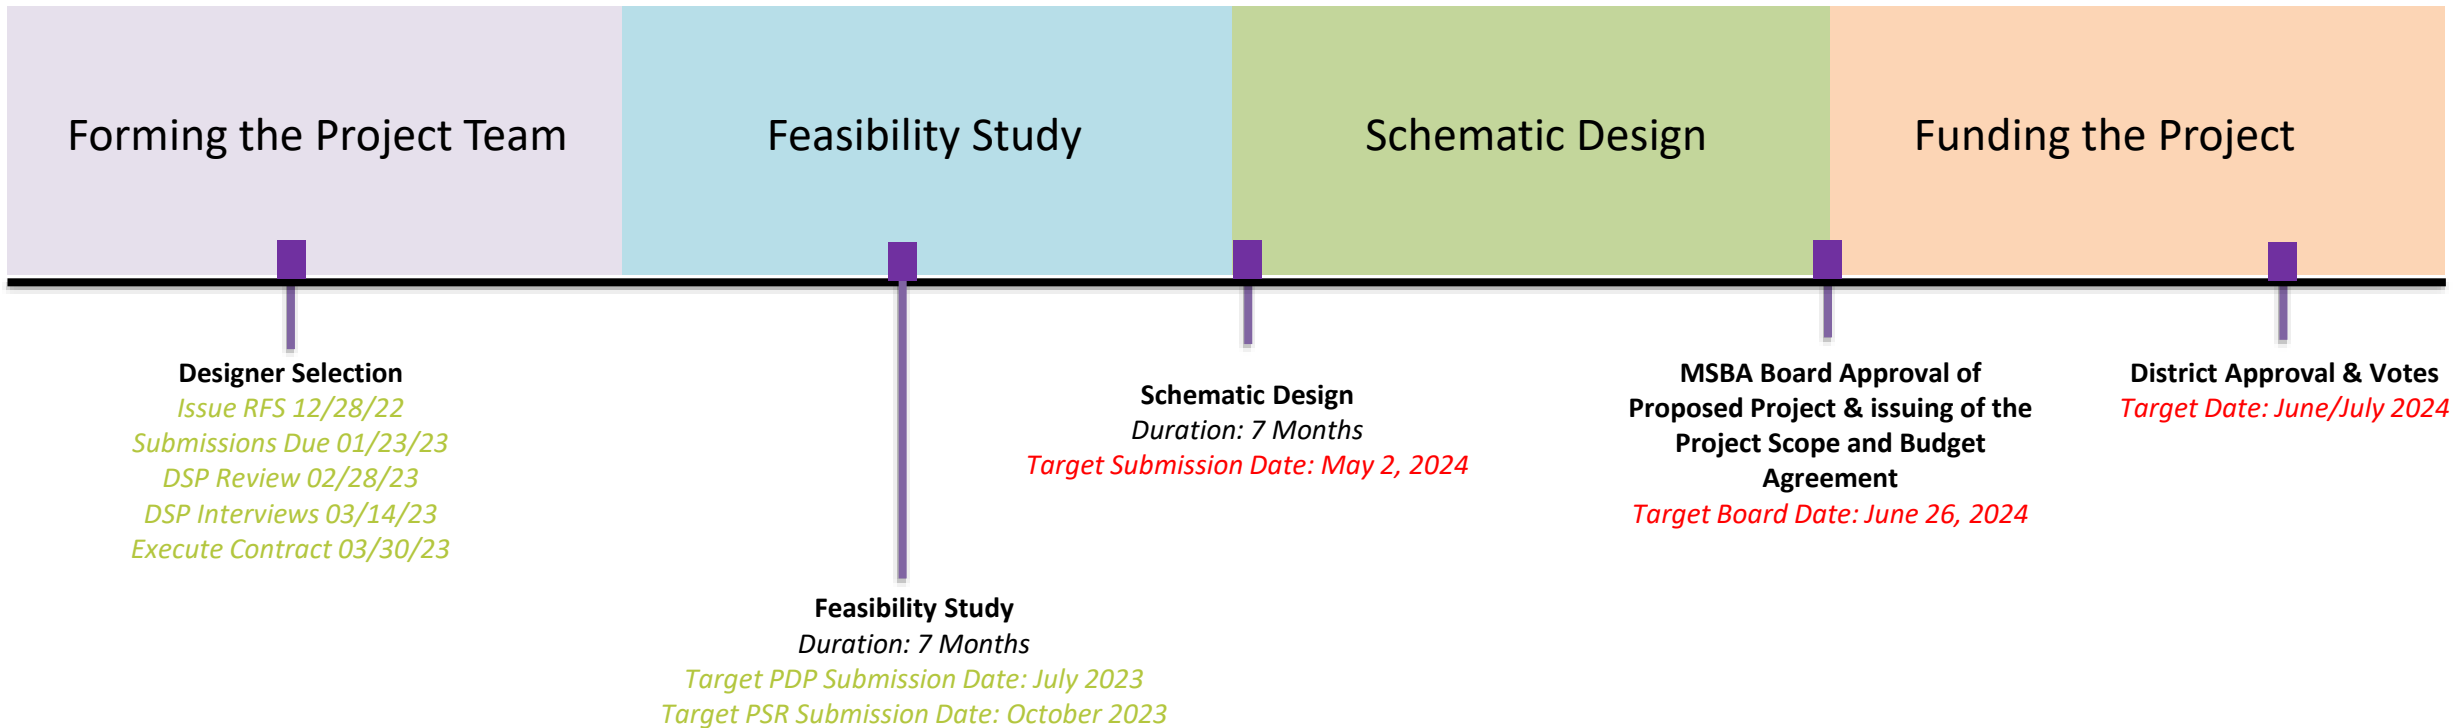 Forming the Project Team
Feasibility Study
Schematic Design
Funding the Project
Designer Selection
Issue RFS 12/28/22
Submissions Due 01/23/23
DSP Review 02/28/23
DSP Interviews 03/14/23
Execute Contract 03/30/23
Feasibility Study
Duration: 7 Months
Target PDP Submission Date: July 2023
Target PSR Submission Date: October 2023
Schematic Design
Duration: 7 Months
Target Submission Date: May 2, 2024
MSBA Board Approval of
Proposed Project & issuing of the
Project Scope and Budget
Agreement
Target Board Date: June 26, 2024
District Approval & Votes
Target Date: June/July 2024